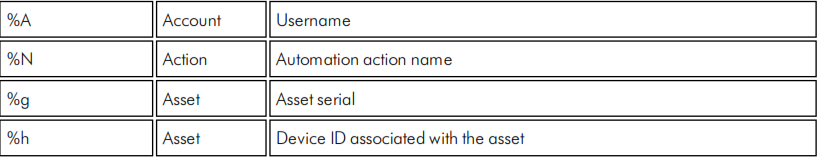 %A Account Username
%N Action Automation action name
%g Asset Asset serial
%h Asset Device ID associated with the asset